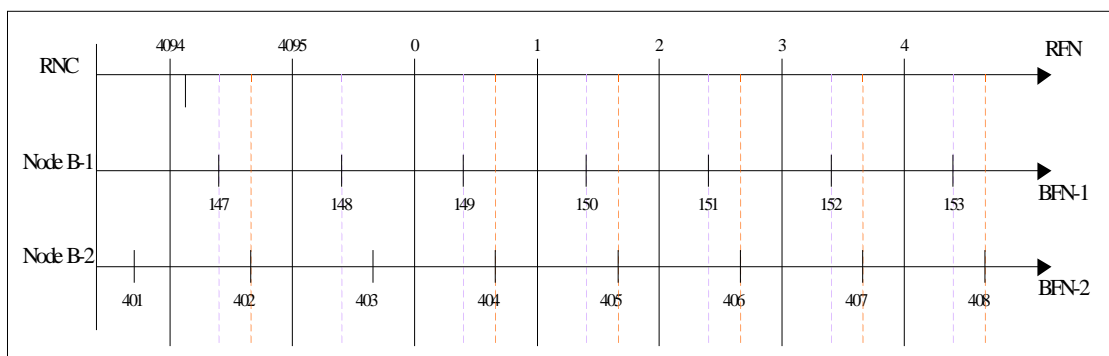 4094 4095 0 1 2 3 4 RFN
RNC
Node B-1
147 148 149 150 151 152 153 BFN-1
Node B-2
401 402 403 404 405 406 407 408 BFN-2